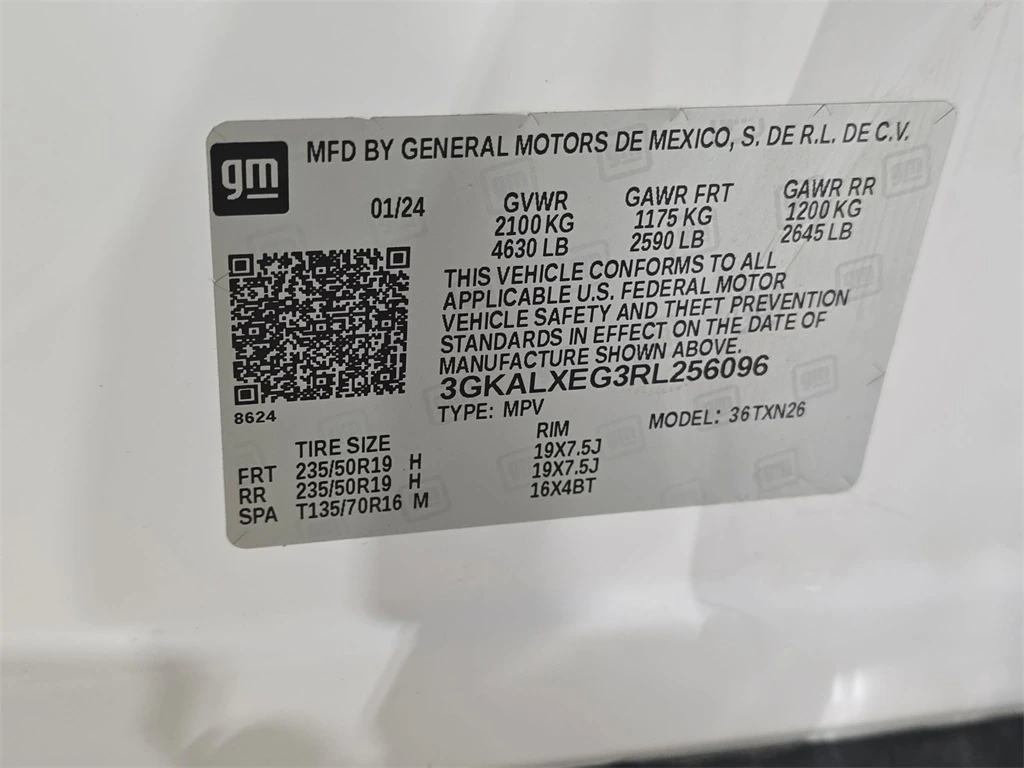 gm
MFD BY GENERAL MOTORS DE MEXICO, S. DE R.L. DE C.V.
01/24 GVWR GAWR FRT GAWR RR
2100 KG 1175 KG 1200 KG
4630 LB 2590 LB 2645 LB
THIS VEHICLE CONFORMS TO ALL
APPLICABLE U.S. FEDERAL MOTOR
VEHICLE SAFETY AND THEFT PREVENTION
STANDARDS IN EFFECT ON THE DATE OF
MANUFACTURE SHOWN ABOVE.
3GKALXEG3RL256096
8624
TYPE: MPV MODEL: 36TXN26
TIRE SIZE RIM
FRT 235/50R19 H 19X7.5J
RR 235/50R19 H 19X7.5J
SPA T135/70R16 M 16X4BT